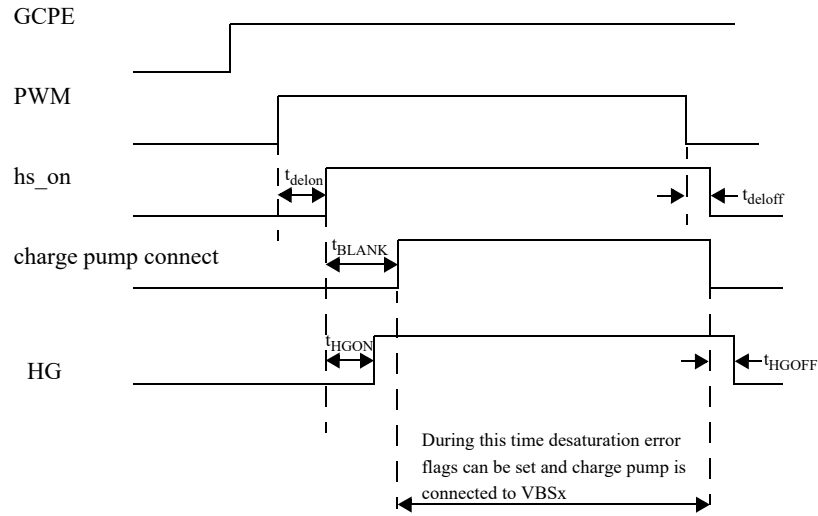 GCPE
PWM
hs_on
tdelon
tdeloff
charge pump connect
tBLANK
HG
tHGON
tHGOFF
During this time desaturation error
flags can be set and charge pump is
connected to VBSx